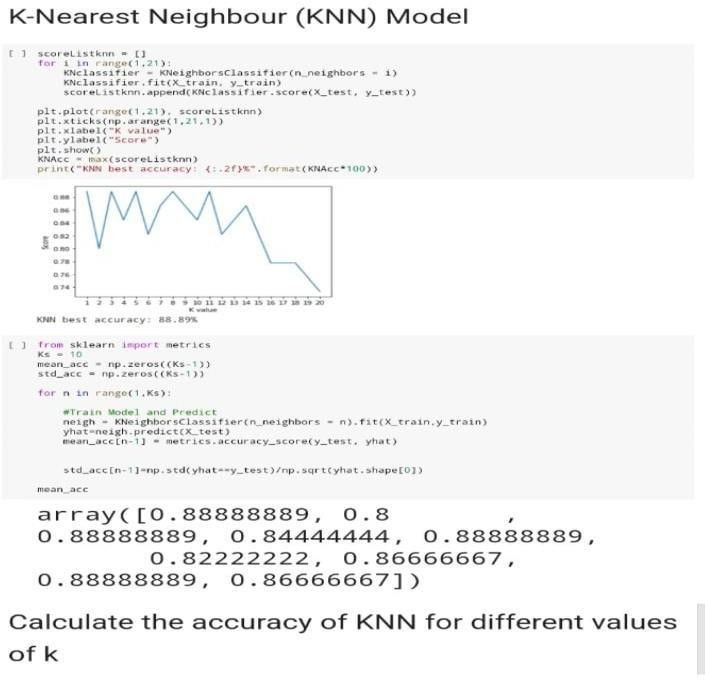 K-Nearest Neighbour (KNN) Model
[ ] scoreListknn = []
for i in range(1,21):
KNclassifier = KNeighborsClassifier(n_neighbors = i)
KNclassifier.fit(X_train, y_train)
scoreListknn.append(KNclassifier.score(X_test, y_test))
plt.plot(range(1,21), scoreListknn)
plt.xticks(np.arange(1,21,1))
plt.xlabel("K value")
plt.ylabel("Score")
plt.show()
KNAcc = max(scoreListknn)
print("KNN best accuracy: {:.2f}%".format(KNAcc*100))
0.88
0.86
0.84
0.82
0.80
0.78
0.76
0.74
Score
1 2 3 4 5 6 7 8 9 10 11 12 13 14 15 16 17 18 19 20
K value
KNN best accuracy: 88.89%
[ ] from sklearn import metrics
Ks = 10
mean_acc = np.zeros((Ks-1))
std_acc = np.zeros((Ks-1))
for n in range(1,Ks):
#Train Model and Predict
neigh = KNeighborsClassifier(n_neighbors = n).fit(X_train,y_train)
yhat=neigh.predict(X_test)
mean_acc[n-1] = metrics.accuracy_score(y_test, yhat)
std_acc[n-1]=np.std(yhat==y_test)/np.sqrt(yhat.shape[0])
mean_acc
array([0.88888889, 0.8 ,
0.88888889, 0.84444444, 0.88888889,
0.82222222, 0.86666667,
0.88888889, 0.86666667])
Calculate the accuracy of KNN for different values
of k